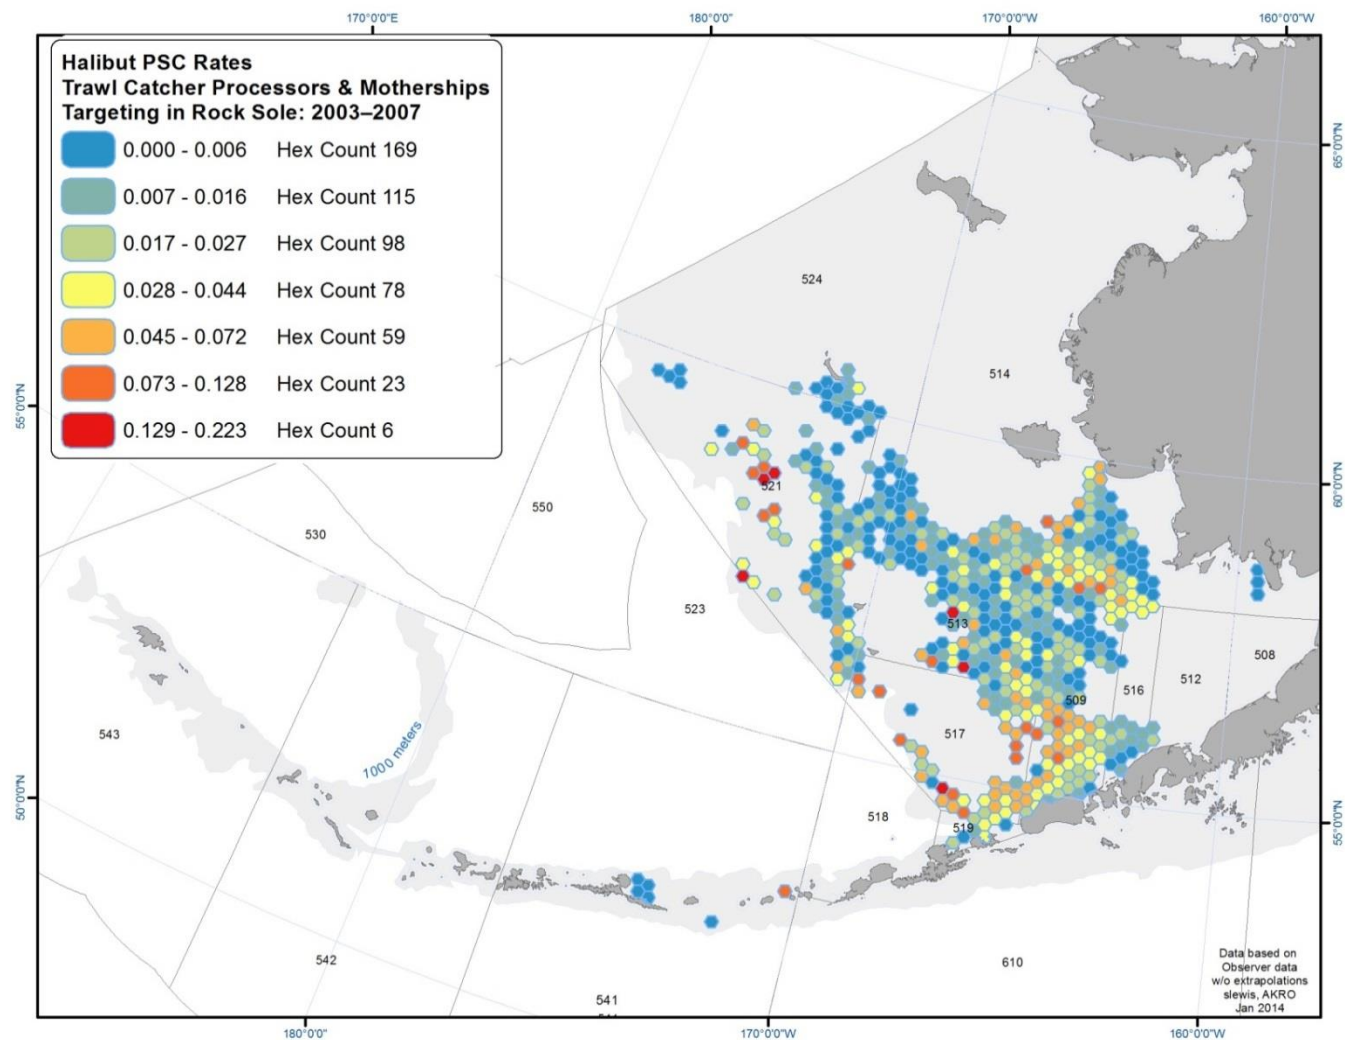 170°0'0"E
180°0'0"
170°0'0"W
160°0'0"W
Halibut PSC Rates
Trawl Catcher Processors & Motherships
Targeting in Rock Sole: 2003–2007
0.000 - 0.006 Hex Count 169
0.007 - 0.016 Hex Count 115
0.017 - 0.027 Hex Count 98
0.028 - 0.044 Hex Count 78
0.045 - 0.072 Hex Count 59
0.073 - 0.128 Hex Count 23
0.129 - 0.223 Hex Count 6
65°0'0"N
524
514
55°0'0"N
60°0'0"N
521
550
530
523
513
508
512
516
509
517
543
1000 meters
50°0'0"N
518
519
55°0'0"N
542
610
541
Data based on
Observer data
w/o extrapolations
slewis, AKRO
Jan 2014
180°0'0"
170°0'0"W
160°0'0"W